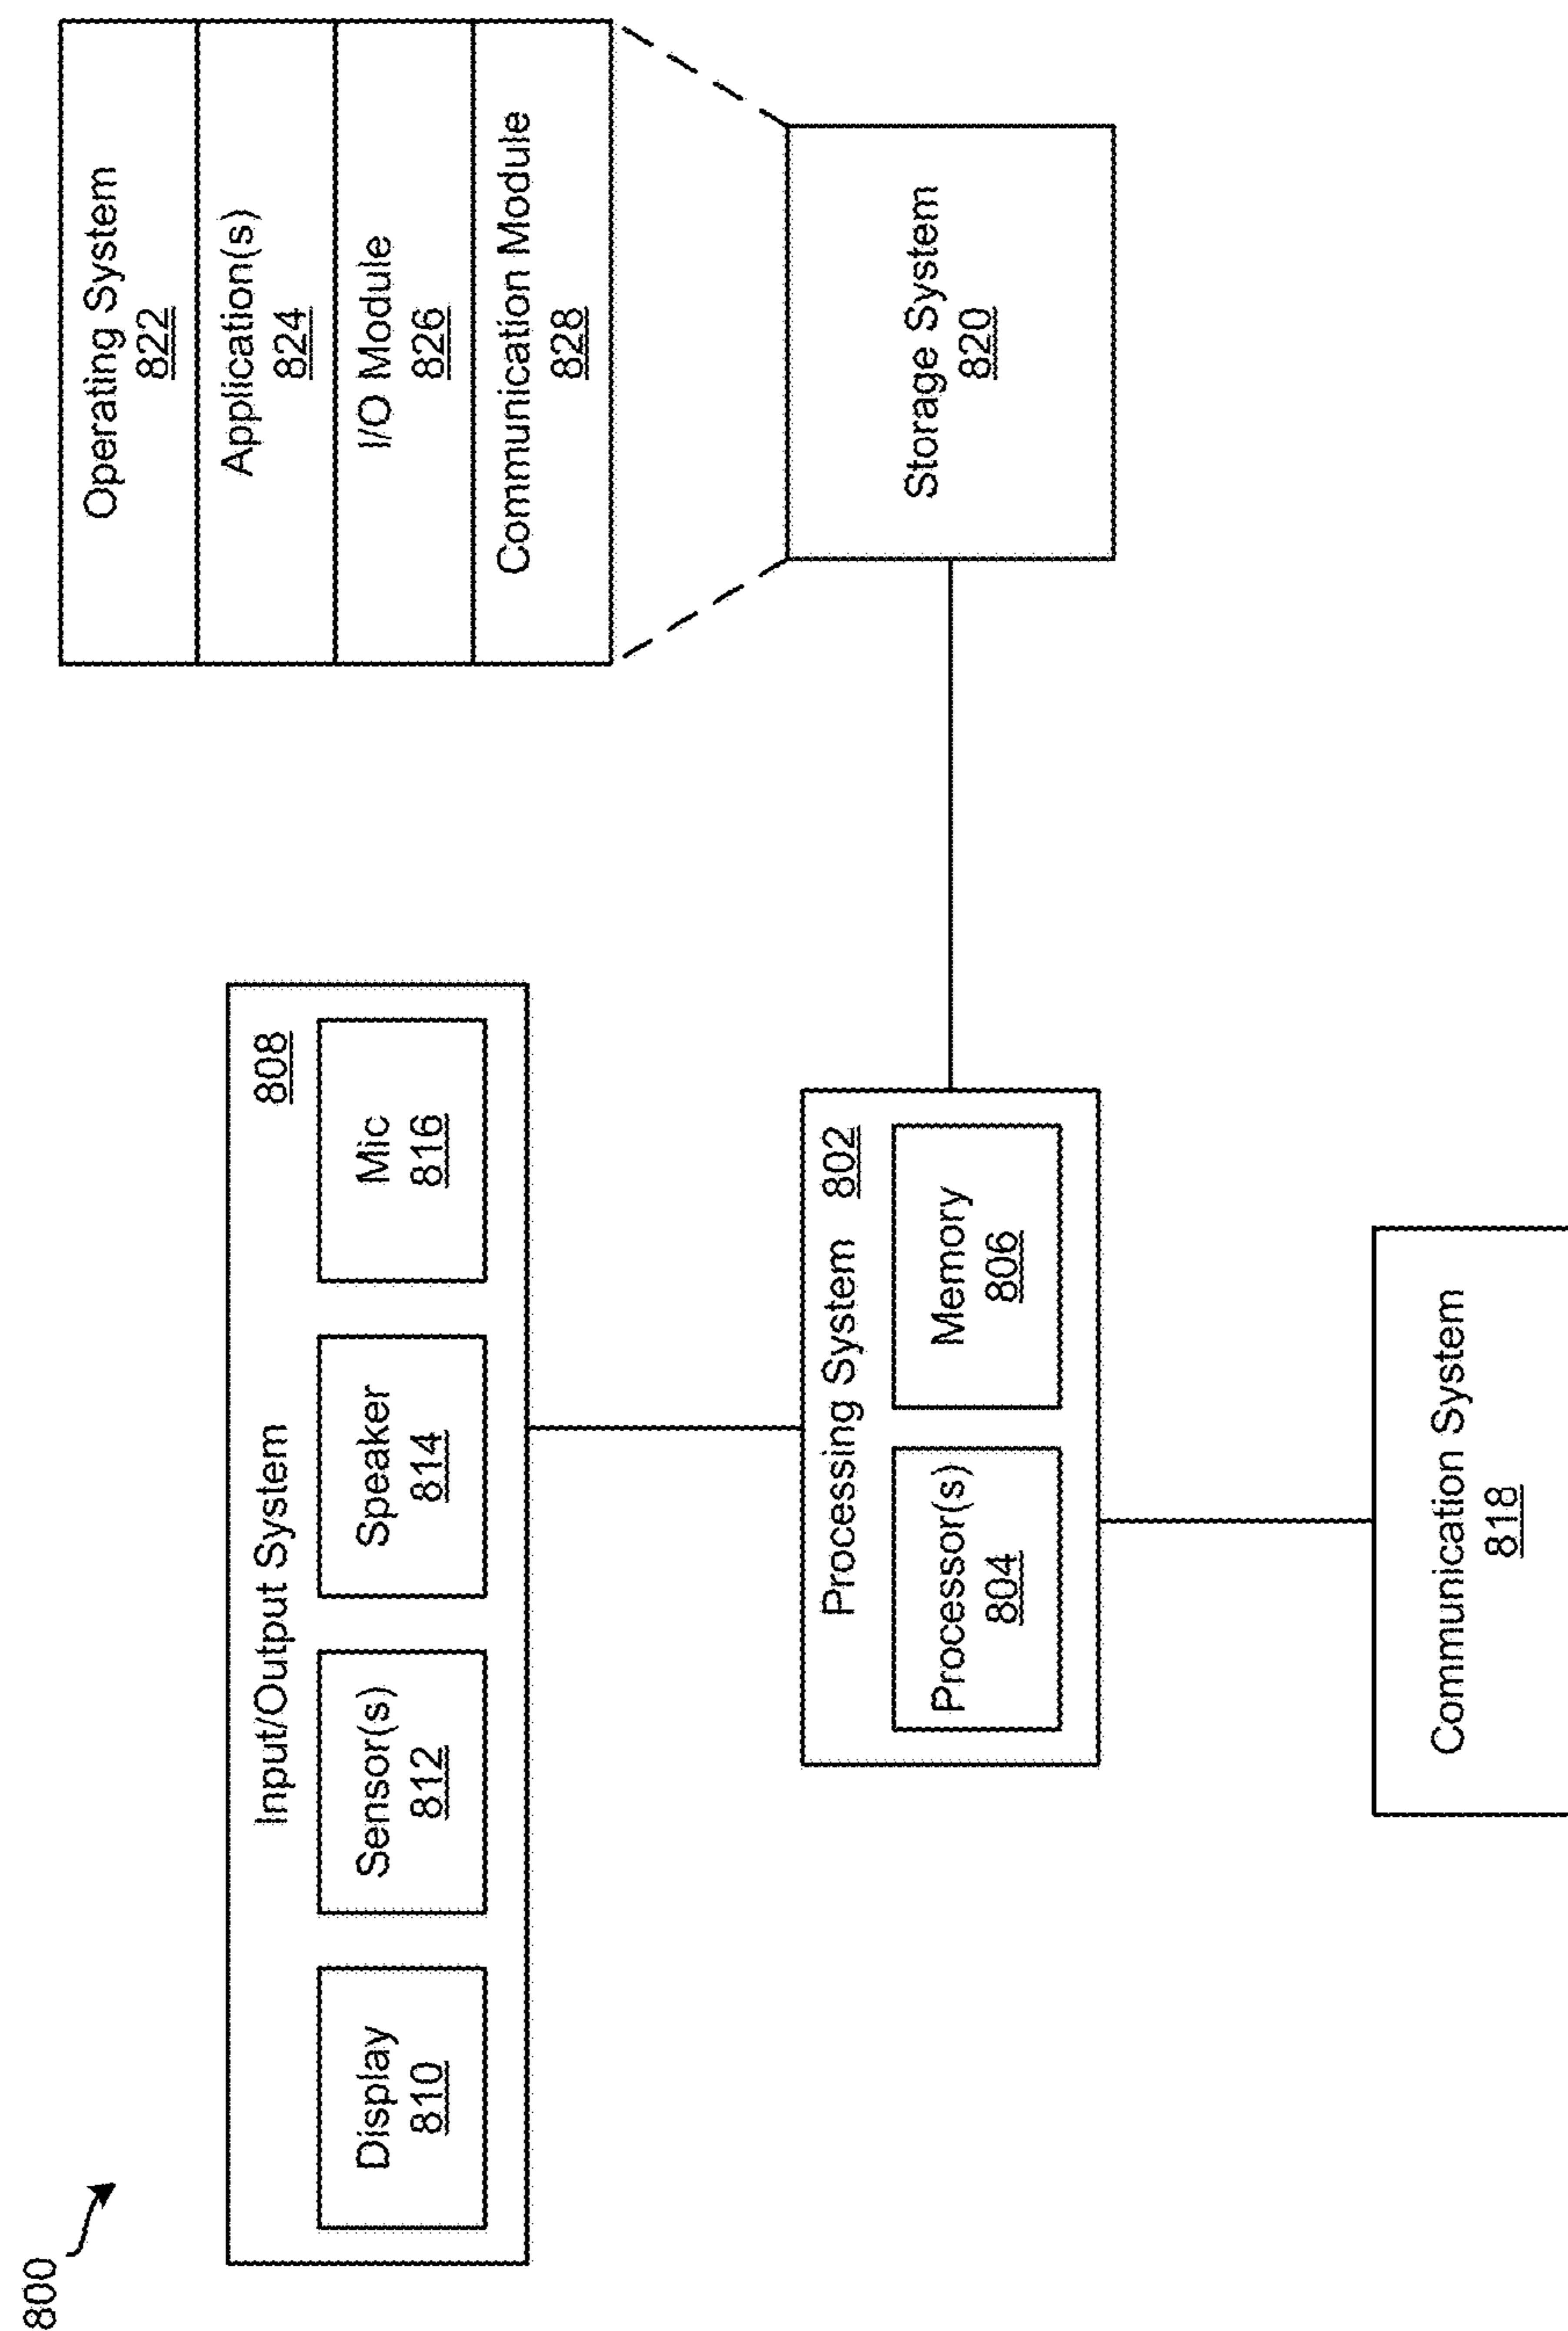 800
Input/Output System
808
Display
810
Sensor(s)
812
Speaker
814
Mic
816
Operating System
822
Application(s)
824
I/O Module
826
Communication Module
828
Processing System 802
Processor(s)
804
Memory
806
Storage System
820
Communication System
818